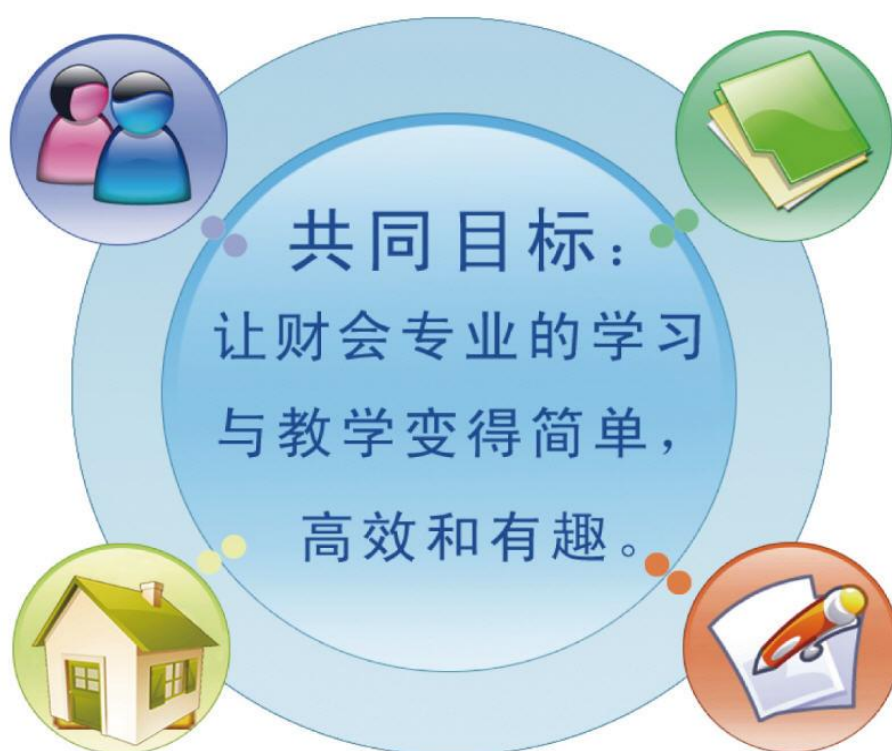 共同目标：
让财会专业的学习
与教学变得简单，
高效和有趣。